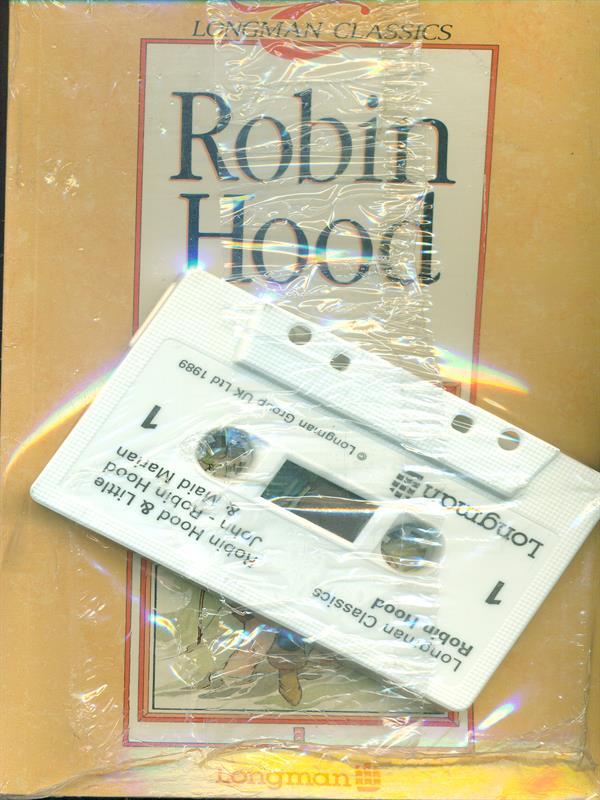 LONGMAN CLASSICS
Robin
Hood
Longman Classics
Robin Hood
1
1
Robin Hood & Little
John - Robin Hood
& Maid Marian
Longman
© Longman Group UK Ltd 1989
Longman